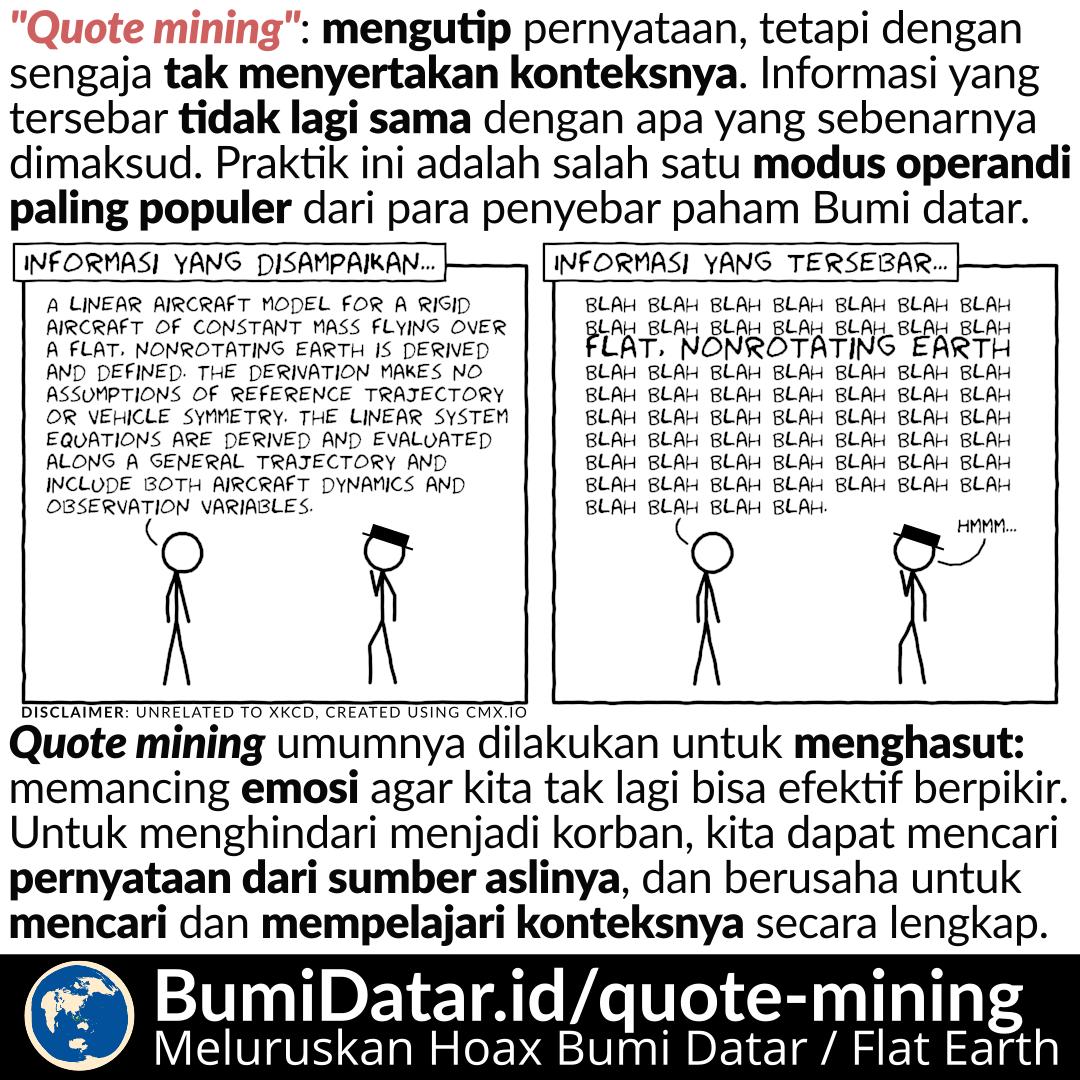 "Quote mining": mengutip pernyataan, tetapi dengan
sengaja tak menyertakan konteksnya. Informasi yang
tersebar tidak lagi sama dengan apa yang sebenarnya
dimaksud. Praktik ini adalah salah satu modus operandi
paling populer dari para penyebar paham Bumi datar.
INFORMASI YANG DISAMPAIKAN...
A LINEAR AIRCRAFT MODEL FOR A RIGID
AIRCRAFT OF CONSTANT MASS FLYING OVER
A FLAT, NONROTATING EARTH IS DERIVED
AND DEFINED. THE DERIVATION MAKES NO
ASSUMPTIONS OF REFERENCE TRAJECTORY
OR VEHICLE SYMMETRY. THE LINEAR SYSTEM
EQUATIONS ARE DERIVED AND EVALUATED
ALONG A GENERAL TRAJECTORY AND
INCLUDE BOTH AIRCRAFT DYNAMICS AND
OBSERVATION VARIABLES.
INFORMASI YANG TERSEBAR...
BLAH BLAH BLAH BLAH BLAH BLAH BLAH
BLAH BLAH BLAH BLAH BLAH BLAH BLAH
FLAT, NONROTATING EARTH
BLAH BLAH BLAH BLAH BLAH BLAH BLAH
BLAH BLAH BLAH BLAH BLAH BLAH BLAH
BLAH BLAH BLAH BLAH BLAH BLAH BLAH
BLAH BLAH BLAH BLAH BLAH BLAH BLAH
BLAH BLAH BLAH BLAH BLAH BLAH BLAH
BLAH BLAH BLAH BLAH BLAH BLAH BLAH
BLAH BLAH BLAH BLAH.
HMMM...
DISCLAIMER: UNRELATED TO XKCD, CREATED USING CMX.IO
Quote mining umumnya dilakukan untuk menghasut:
memancing emosi agar kita tak lagi bisa efektif berpikir.
Untuk menghindari menjadi korban, kita dapat mencari
pernyataan dari sumber aslinya, dan berusaha untuk
mencari dan mempelajari konteksnya secara lengkap.
BumiDatar.id/quote-mining
Meluruskan Hoax Bumi Datar / Flat Earth